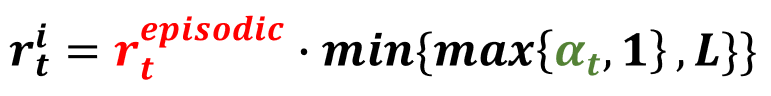 r_t^i = r_t^{episodic} · min{max{α_t, 1} , L}}